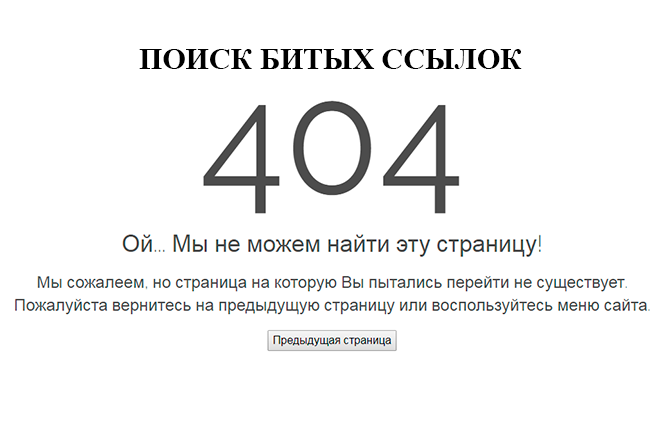 ПОИСК БИТЫХ ССЫЛОК
404
Ой... Мы не можем найти эту страницу!
Мы сожалеем, но страница на которую Вы пытались перейти не существует.
Пожалуйста вернитесь на предыдущую страницу или воспользуйтесь меню сайта.
Предыдущая страница